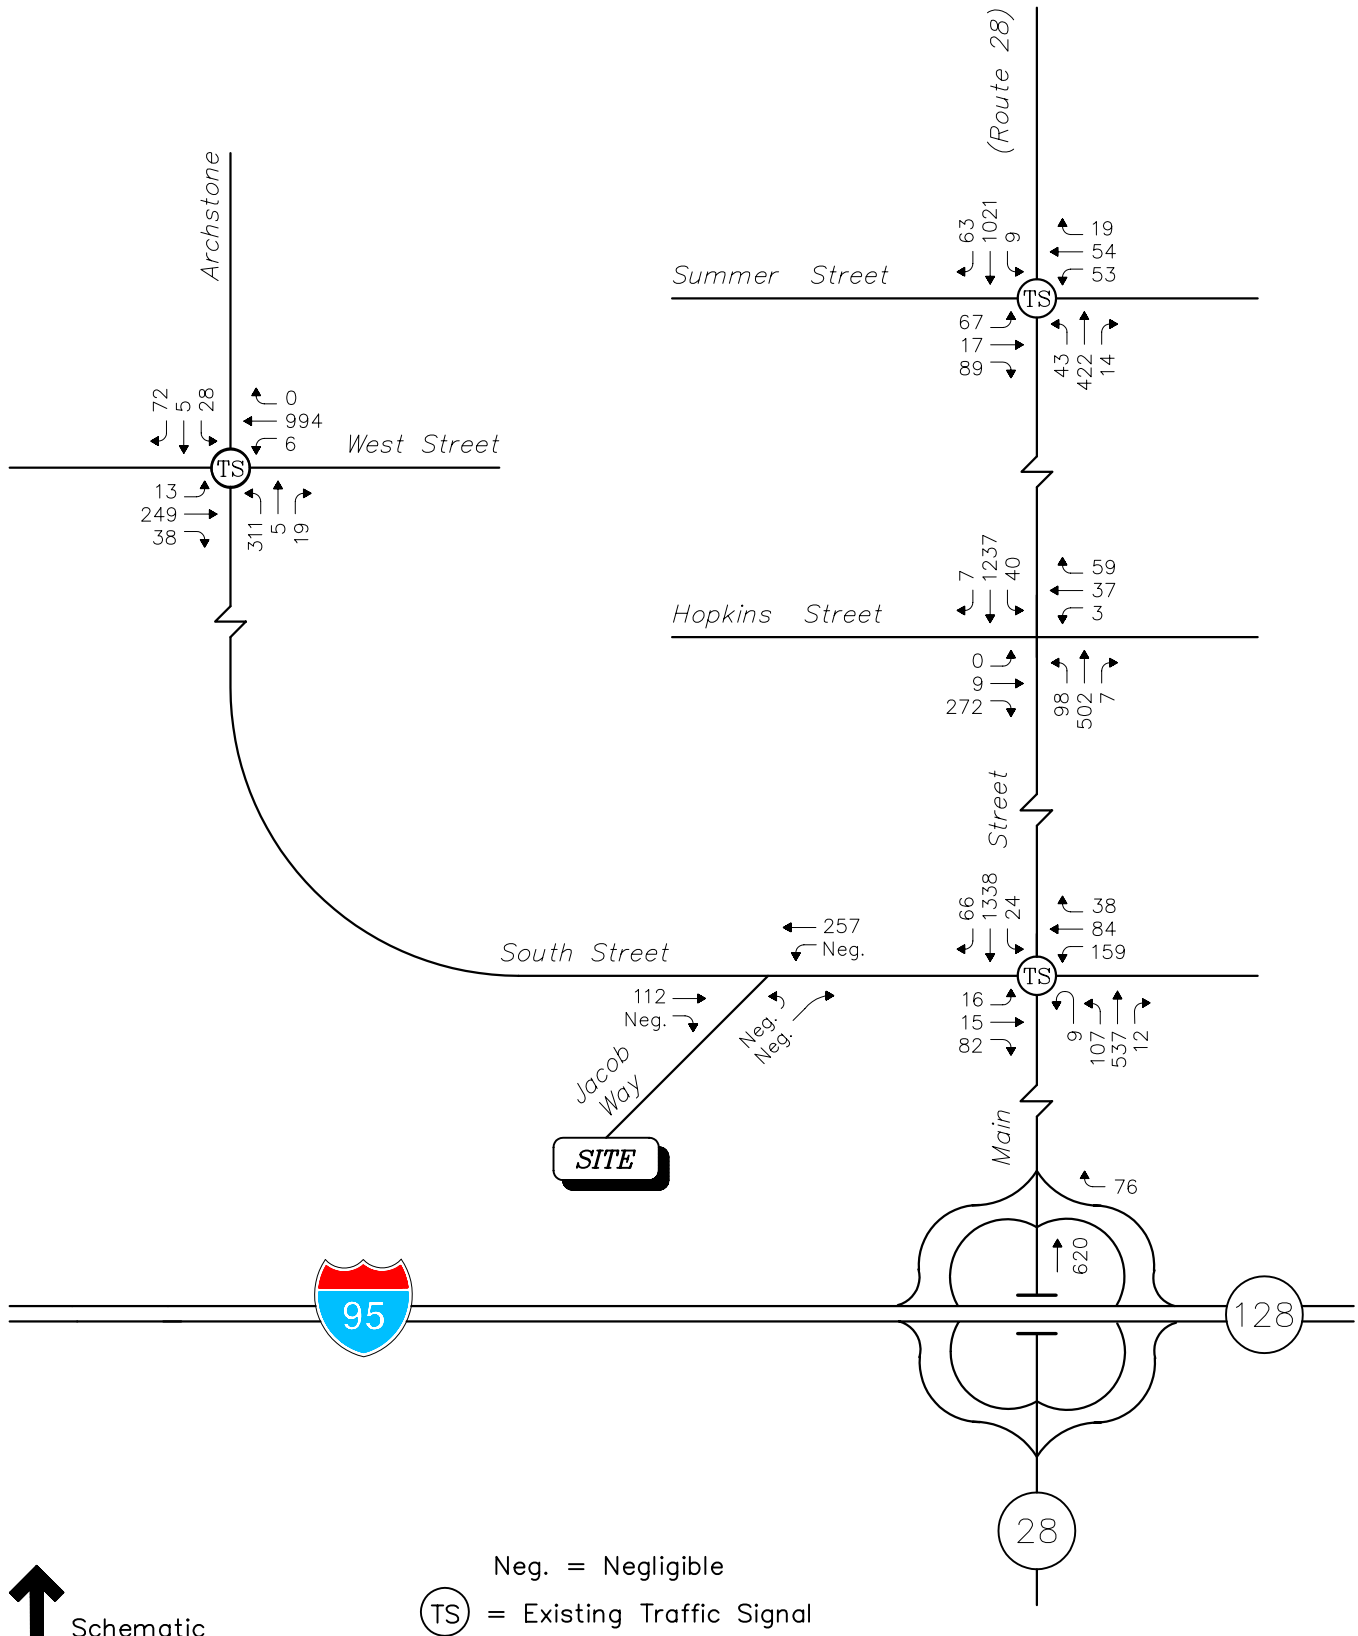 (Route 28)
Archstone
63
1021
9
19
54
53
Summer Street
TS
67
17
89
43
422
14
72
5
28
0
994
6
West Street
TS
13
249
38
311
5
19
7
1237
40
59
37
3
Hopkins Street
0
9
272
98
502
7
Street
66
1338
24
38
84
159
257
Neg.
South Street
TS
112
Neg.
Neg.
Neg.
16
15
82
9
107
537
12
Jacob
Way
Main
SITE
76
620
95
128
28
Neg. = Negligible
TS = Existing Traffic Signal
Schematic